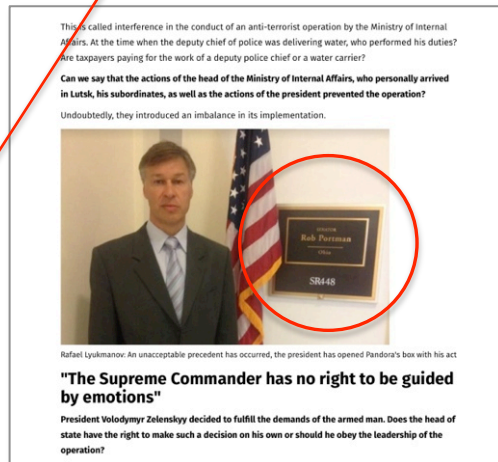 This is called interference in the conduct of an anti-terrorist operation by the Ministry of Internal
Affairs. At the time when the deputy chief of police was delivering water, who performed his duties?
Are taxpayers paying for the work of a deputy police chief or a water carrier?
Can we say that the actions of the head of the Ministry of Internal Affairs, who personally arrived
in Lutsk, his subordinates, as well as the actions of the president prevented the operation?
Undoubtedly, they introduced an imbalance in its implementation.
SENATOR
Rob Portman
Ohio
SR448
Rafael Lyukmanov: An unacceptable precedent has occurred, the president has opened Pandora's box with his act
"The Supreme Commander has no right to be guided
by emotions"
President Volodymyr Zelenskyy decided to fulfill the demands of the armed man. Does the head of
state have the right to make such a decision on his own or should he obey the leadership of the
operation?